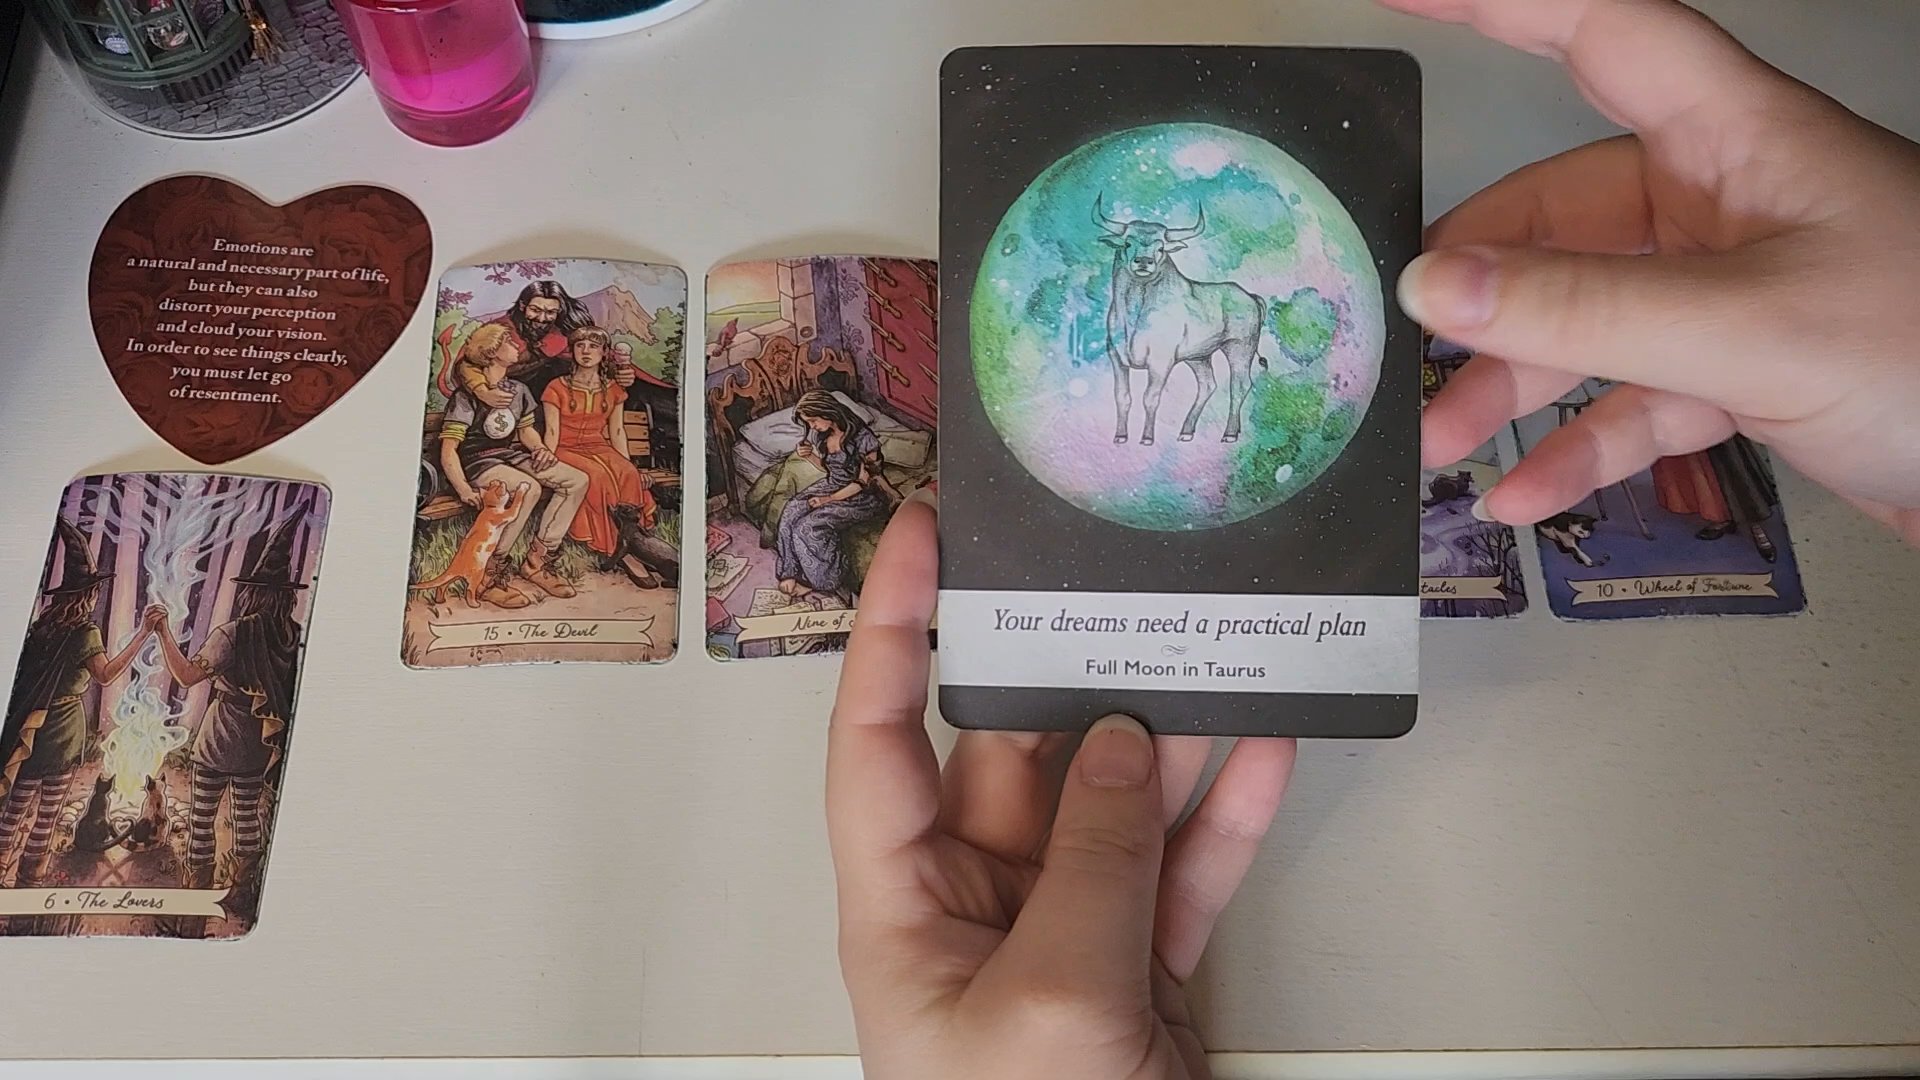 Emotions are
a natural and necessary part of life,
but they can also
distort your perception
and cloud your vision.
In order to see things clearly,
you must let go
of resentment.
6 • The Lovers
15 • The Devil
Nine of
Your dreams need a practical plan
Full Moon in Taurus
tacles
10 • Wheel of Fortune